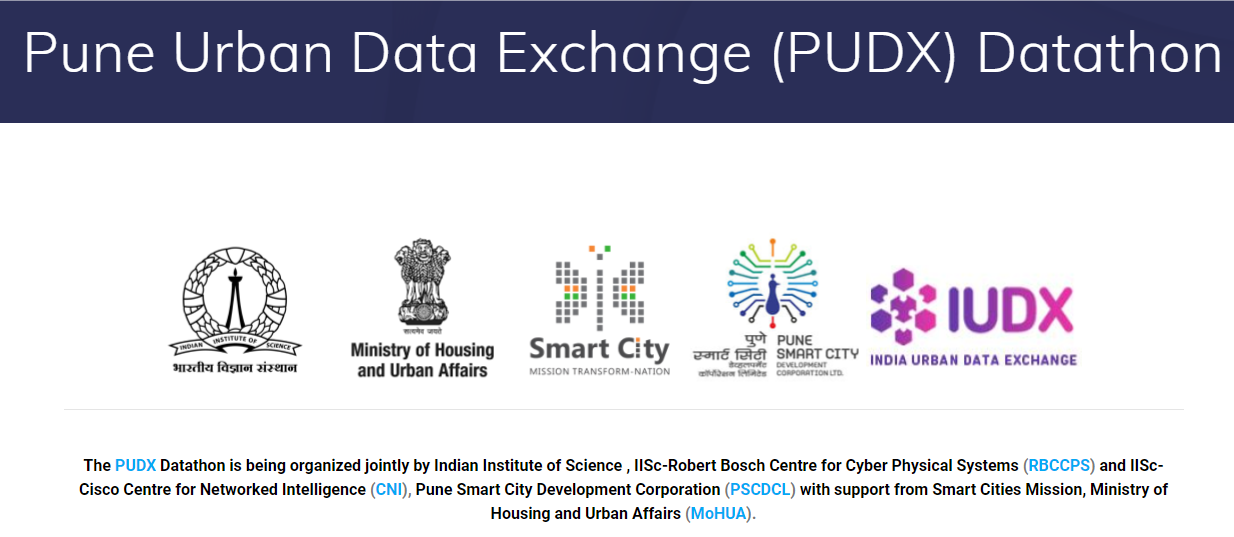 Pune Urban Data Exchange (PUDX) Datathon
INDIAN INSTITUTE OF SCIENCE
भारतीय विज्ञान संस्थान
सत्यमेव जयते
Ministry of Housing
and Urban Affairs
Smart City
MISSION TRANSFORM-NATION
पुणे
स्मार्ट सिटी
डेव्हलपमेंट
कॉर्पोरेशन लिमिटेड
PUNE
SMART CITY
DEVELOPMENT
CORPORATION LTD.
IUDX
INDIA URBAN DATA EXCHANGE
The PUDX Datathon is being organized jointly by Indian Institute of Science , IISc-Robert Bosch Centre for Cyber Physical Systems (RBCCPS) and IISc-
Cisco Centre for Networked Intelligence (CNI), Pune Smart City Development Corporation (PSCDCL) with support from Smart Cities Mission, Ministry of
Housing and Urban Affairs (MoHUA).